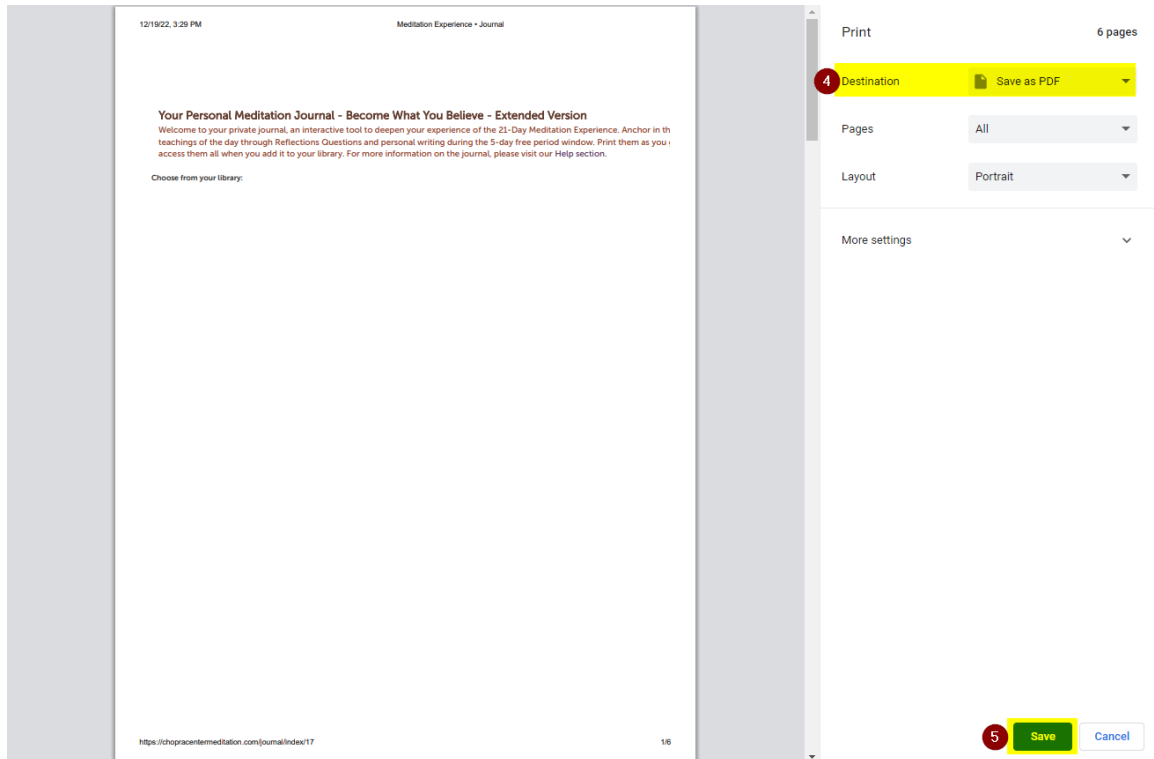 12/19/22, 3:29 PM Meditation Experience • Journal
Your Personal Meditation Journal - Become What You Believe - Extended Version
Welcome to your private journal, an interactive tool to deepen your experience of the 21-Day Meditation Experience. Anchor in th
teachings of the day through Reflections Questions and personal writing during the 5-day free period window. Print them as you
access them all when you add it to your library. For more information on the journal, please visit our Help section.
Choose from your library:
https://chopracentermeditation.com/journal/index/17 1/6
Print 6 pages
4 Destination Save as PDF
Pages All
Layout Portrait
More settings
5 Save Cancel